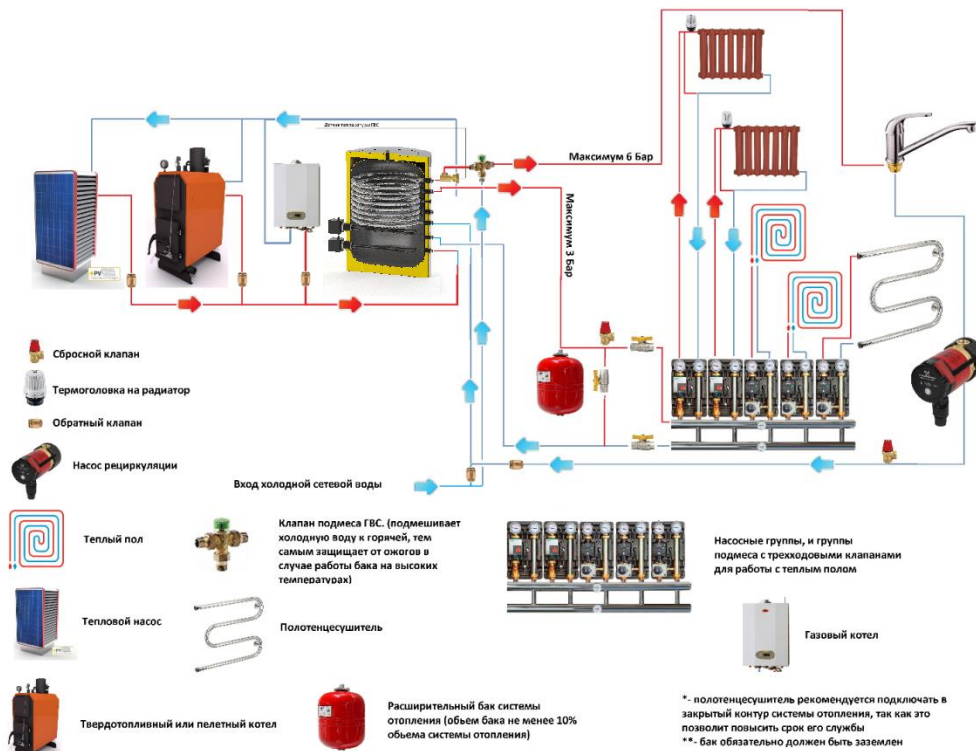 Датчик температуры ГВС
Максимум 6 Бар
Максимум 3 Бар
Сбросной клапан
Термоголовка на радиатор
Обратный клапан
Насос рециркуляции
Вход холодной сетевой воды
Теплый пол
Клапан подмеса ГВС. (подмешивает
холодную воду к горячей, тем
самым защищает от ожогов в
случае работы бака на высоких
температурах)
Насосные группы, и группы
подмеса с трехходовыми клапанами
для работы с теплым полом
Тепловой насос
Полотенцесушитель
Газовый котел
Твердотопливный или пелетный котел
Расширительный бак системы
отопления (обьем бака не менее 10%
обьема системы отопления)
*- полотенцесушитель рекомендуется подключать в
закрытый контур системы отопления, так как это
позволит повысить срок его службы
**- бак обязательно должен быть заземлен